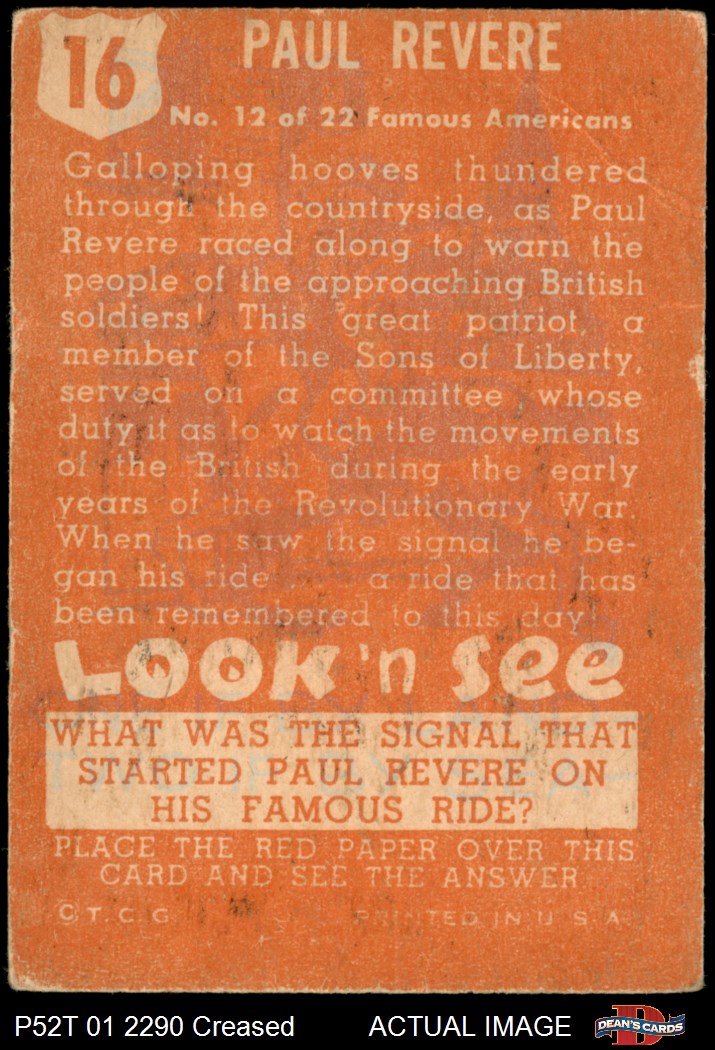 16
PAUL REVERE
No. 12 of 22 Famous Americans
Galloping hooves thundered
through the countryside, as Paul
Revere raced along to warn the
people of the approaching British
soldiers! This great patriot, a
member of the Sons of Liberty,
served on a committee whose
duty it as to watch the movements
of the British during the early
years of the Revolutionary War.
When he saw the signal he be-
gan his ride a ride that has
been remembered to this day!
LOOK 'n See
WHAT WAS THE SIGNAL THAT
STARTED PAUL REVERE ON
HIS FAMOUS RIDE?
PLACE THE RED PAPER OVER THIS
CARD AND SEE THE ANSWER
© T. C. G PRINTED IN U S A
P52T 01 2290 Creased ACTUAL IMAGE DEAN'S CARDS